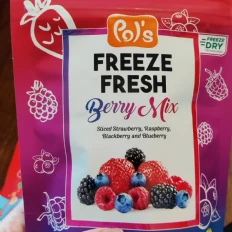 Pol's
FREEZE
DRY
FREEZE
FRESH
Berry Mix
Sliced Strawberry, Raspberry,
Blackberry and Blueberry